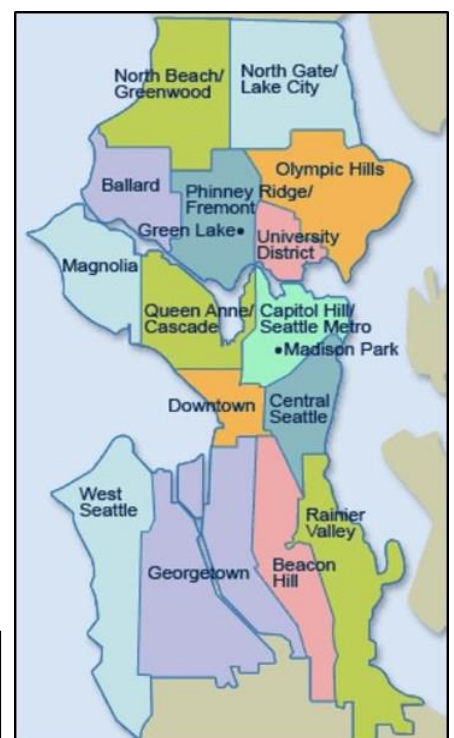 North Beach/
Greenwood
North Gate/
Lake City
Olympic Hills
Ballard
Phinney Ridge/
Fremont
Green Lake
University
District
Magnolia
Queen Anne/
Cascade
Capitol Hill/
Seattle Metro
Madison Park
Downtown
Central
Seattle
West
Seattle
Rainier
Valley
Georgetown
Beacon
Hill